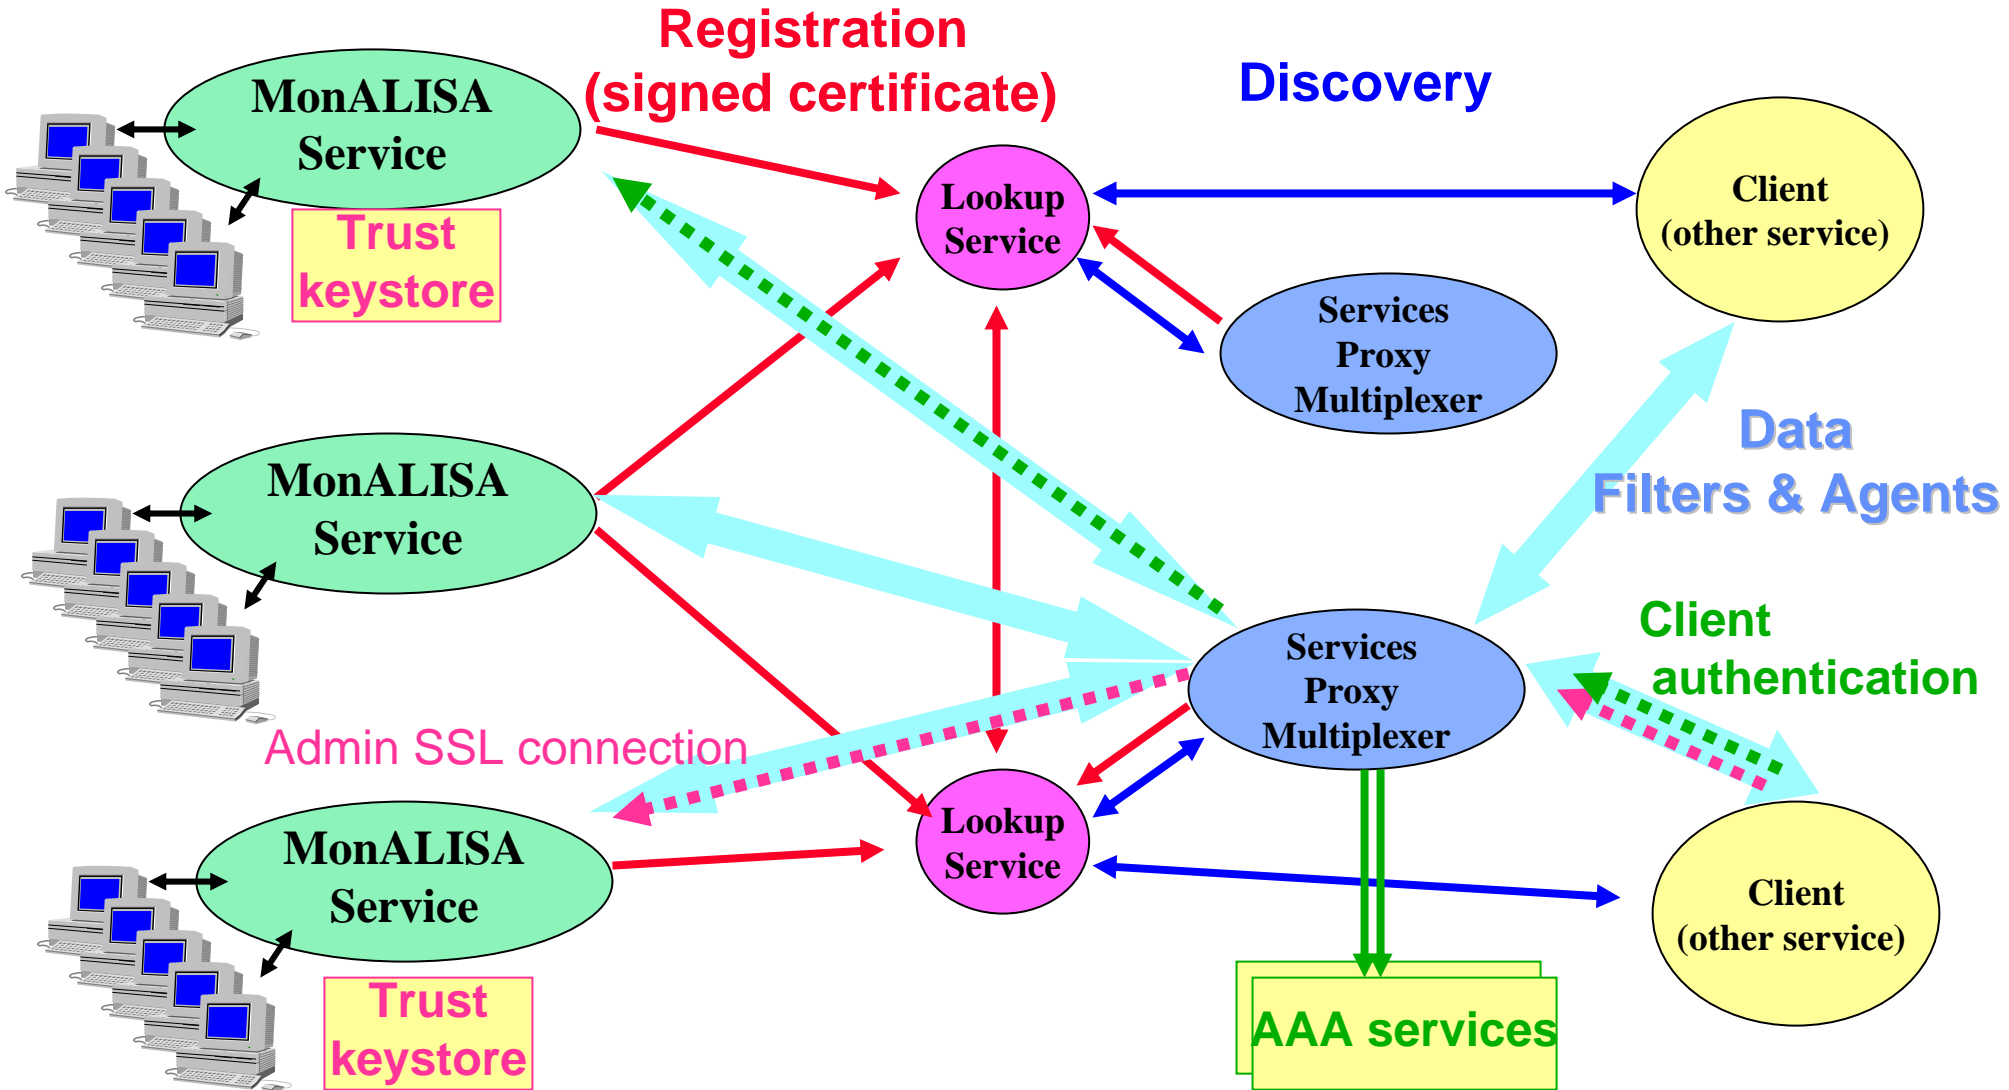 Registration
(signed certificate)
Discovery
MonALISA
Service
Trust
keystore
Lookup
Service
Client
(other service)
Services
Proxy
Multiplexer
Data
Filters & Agents
MonALISA
Service
Client
authentication
Services
Proxy
Multiplexer
Admin SSL connection
MonALISA
Service
Trust
keystore
Lookup
Service
Client
(other service)
AAA services